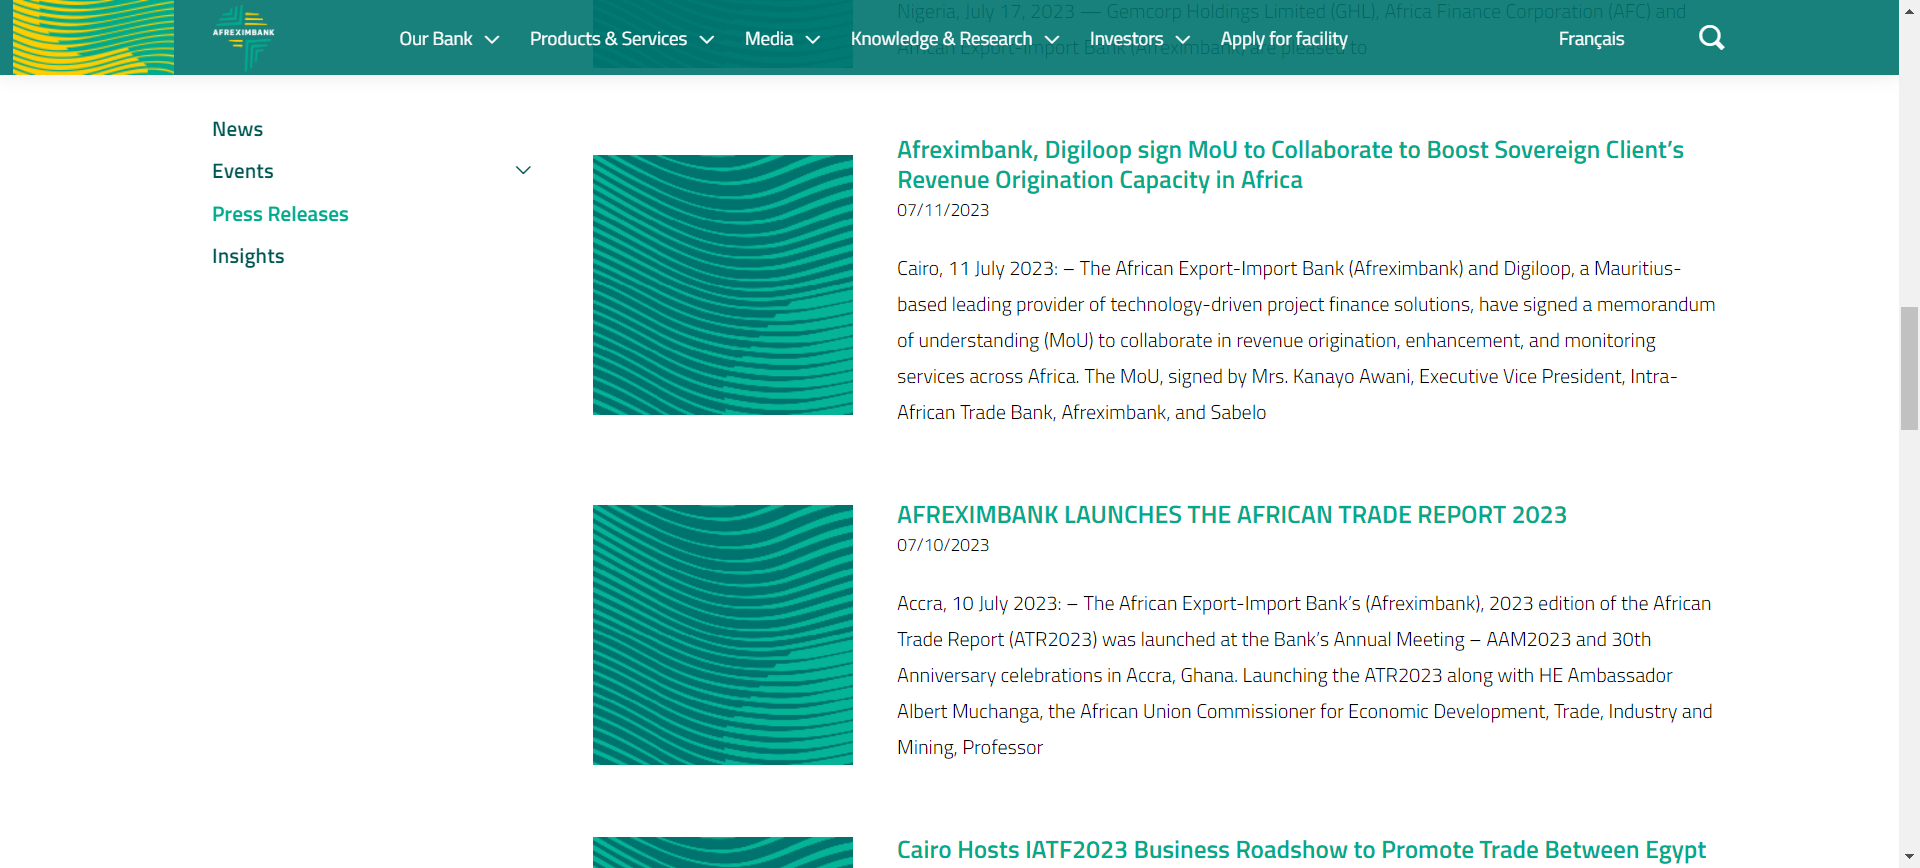 AFREXIMBANK
Our Bank
Products & Services
Media
Knowledge & Research
Investors
Apply for facility
Français
Nigeria, July 17, 2023 — Gemcorp Holdings Limited (GHL), Africa Finance Corporation (AFC) and
African Export-Import Bank (Afreximbank) are pleased to
News
Events
Press Releases
Insights
Afreximbank, Digiloop sign MoU to Collaborate to Boost Sovereign Client’s
Revenue Origination Capacity in Africa
07/11/2023
Cairo, 11 July 2023: – The African Export-Import Bank (Afreximbank) and Digiloop, a Mauritius-
based leading provider of technology-driven project finance solutions, have signed a memorandum
of understanding (MoU) to collaborate in revenue origination, enhancement, and monitoring
services across Africa. The MoU, signed by Mrs. Kanayo Awani, Executive Vice President, Intra-
African Trade Bank, Afreximbank, and Sabelo
AFREXIMBANK LAUNCHES THE AFRICAN TRADE REPORT 2023
07/10/2023
Accra, 10 July 2023: – The African Export-Import Bank’s (Afreximbank), 2023 edition of the African
Trade Report (ATR2023) was launched at the Bank’s Annual Meeting – AAM2023 and 30th
Anniversary celebrations in Accra, Ghana. Launching the ATR2023 along with HE Ambassador
Albert Muchanga, the African Union Commissioner for Economic Development, Trade, Industry and
Mining, Professor
Cairo Hosts IATF2023 Business Roadshow to Promote Trade Between Egypt